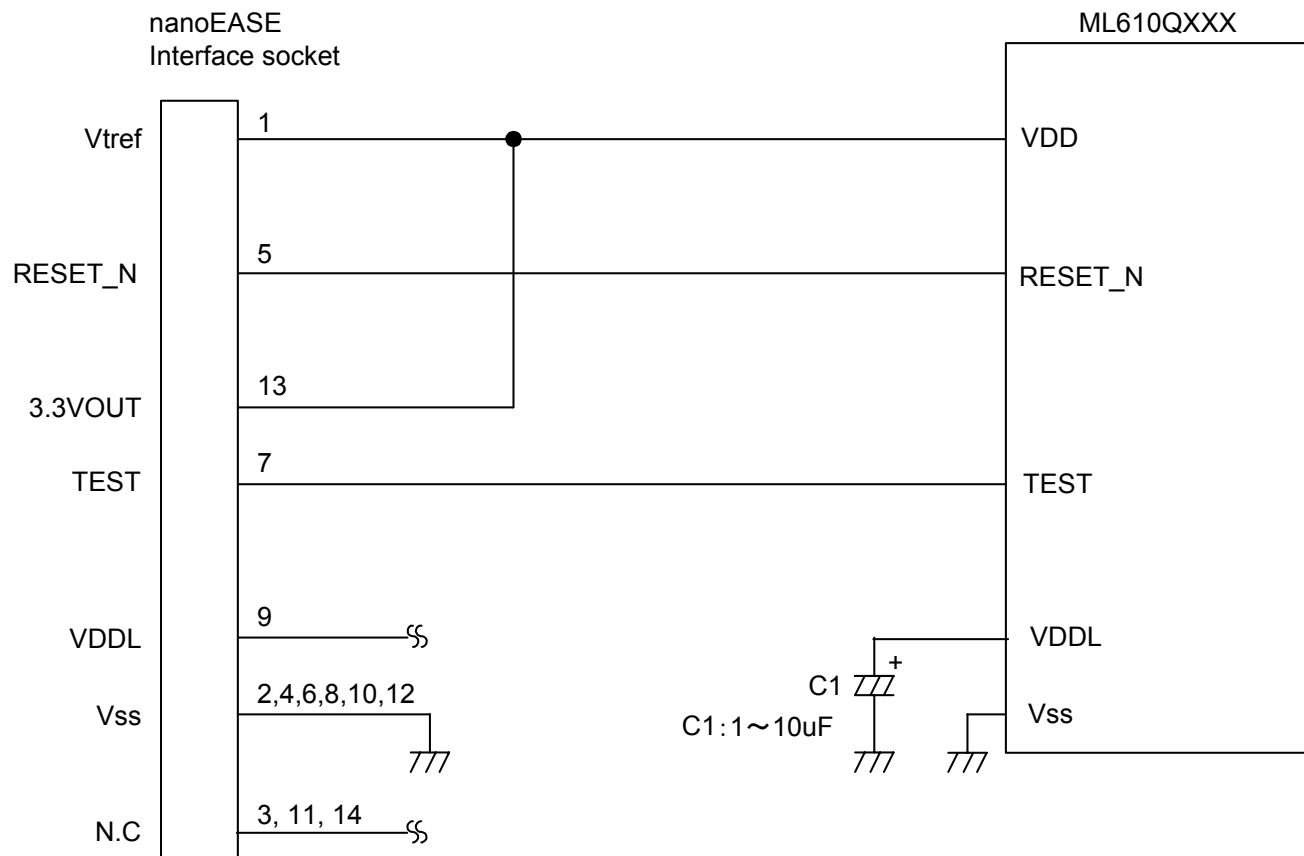 nanoEASE
Interface socket
ML610QXXX
Vtref
1
VDD
RESET_N
5
RESET_N
3.3VOUT
13
TEST
7
TEST
VDDL
9
VDDL
+
C1
C1:1～10uF
Vss
2,4,6,8,10,12
Vss
N.C
3, 11, 14